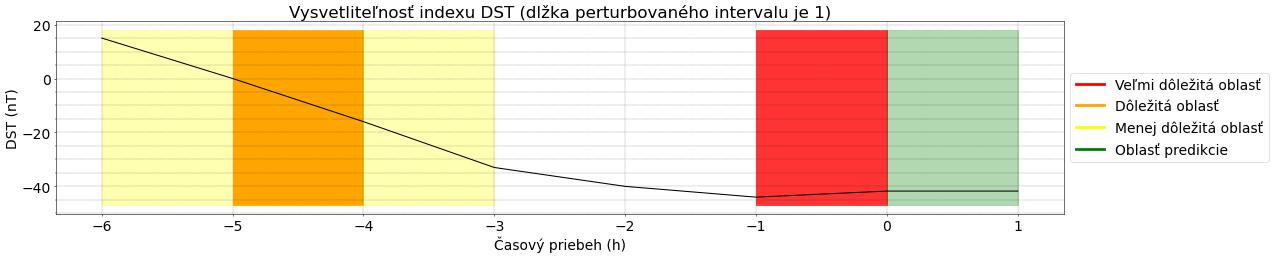 Vysvetliteľnosť indexu DST (dlžka perturbovaného intervalu je 1)
DST (nT)
20
0
−20
−40
−6 −5 −4 −3 −2 −1 0 1
Časový priebeh (h)
Veľmi dôležitá oblasť
Dôležitá oblasť
Menej dôležitá oblasť
Oblasť predikcie